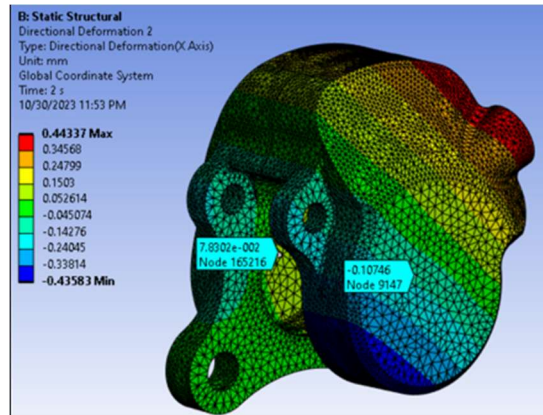 B: Static Structural
Directional Deformation 2
Type: Directional Deformation(X Axis)
Unit: mm
Global Coordinate System
Time: 2 s
10/30/2023 11:53 PM
0.44337 Max
0.34568
0.24799
0.1503
0.052614
-0.045074
-0.14276
-0.24045
-0.33814
-0.43583 Min
7.8302e-002
Node 165216
-0.10746
Node 9147